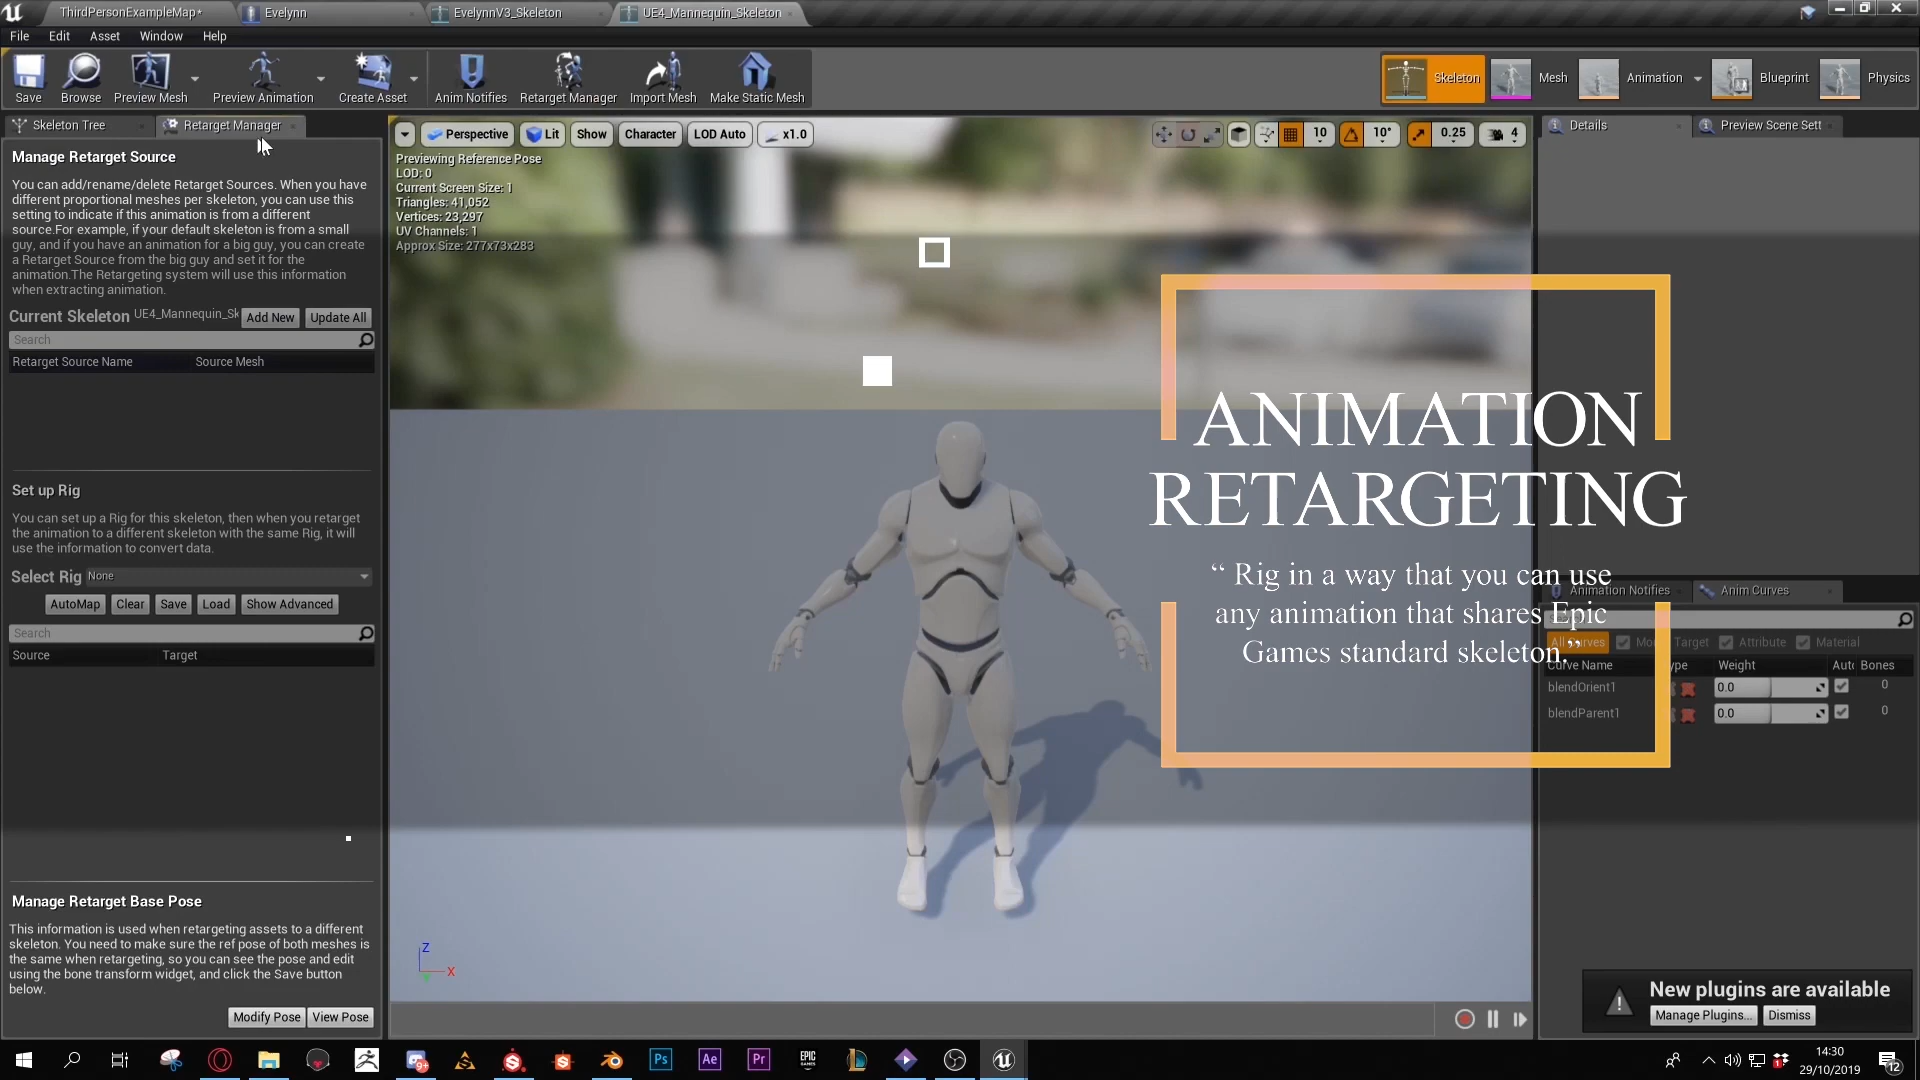 ThirdPersonExampleMap*
Evelynn
EvelynnV3_Skeleton
UE4_Mannequin_Skeleton
File
Edit
Asset
Window
Help
Save
Browse
Preview Mesh
Preview Animation
Create Asset
Anim Notifies
Retarget Manager
Import Mesh
Make Static Mesh
Skeleton
Mesh
Animation
Blueprint
Physics
Skeleton Tree
Retarget Manager
Manage Retarget Source
You can add/rename/delete Retarget Sources. When you have
different proportional meshes per skeleton, you can use this
setting to indicate if this animation is from a different
source.For example, if your default skeleton is from a small
guy, and if you have an animation for a big guy, you can create
a Retarget Source from the big guy and set it for the
animation.The Retargeting system will use this information
when extracting animation.
Current Skeleton UE4_Mannequin_Sk
Add New
Update All
Search
Retarget Source Name
Source Mesh
Set up Rig
You can set up a Rig for this skeleton, then when you retarget
the animation to a different skeleton with the same Rig, it will
use the information to convert data.
Select Rig None
AutoMap
Clear
Save
Load
Show Advanced
Search
Source
Target
Manage Retarget Base Pose
This information is used when retargeting assets to a different
skeleton. You need to make sure the ref pose of both meshes is
the same when retargeting, so you can see the pose and edit
using the bone transform widget, and click the Save button
below.
Modify Pose
View Pose
Perspective
Lit
Show
Character
LOD Auto
x1.0
10
10°
0.25
4
Previewing Reference Pose
LOD: 0
Current Screen Size: 1
Triangles: 41,052
Vertices: 23,297
UV Channels: 1
Approx Size: 277x73x283
Z
X
ANIMATION
RETARGETING
“ Rig in a way that you can use
any animation that shares Epic
Games standard skeleton.”
Details
Preview Scene Sett
Animation Notifies
Anim Curves
All Curves
Target
Attribute
Material
Curve Name
Weight
Auto
Bones
blendOrient1
0.0
0
blendParent1
0.0
0
New plugins are available
Manage Plugins...
Dismiss
Ps
Ae
Pr
EPIC
GAMES
14:30
29/10/2019
12